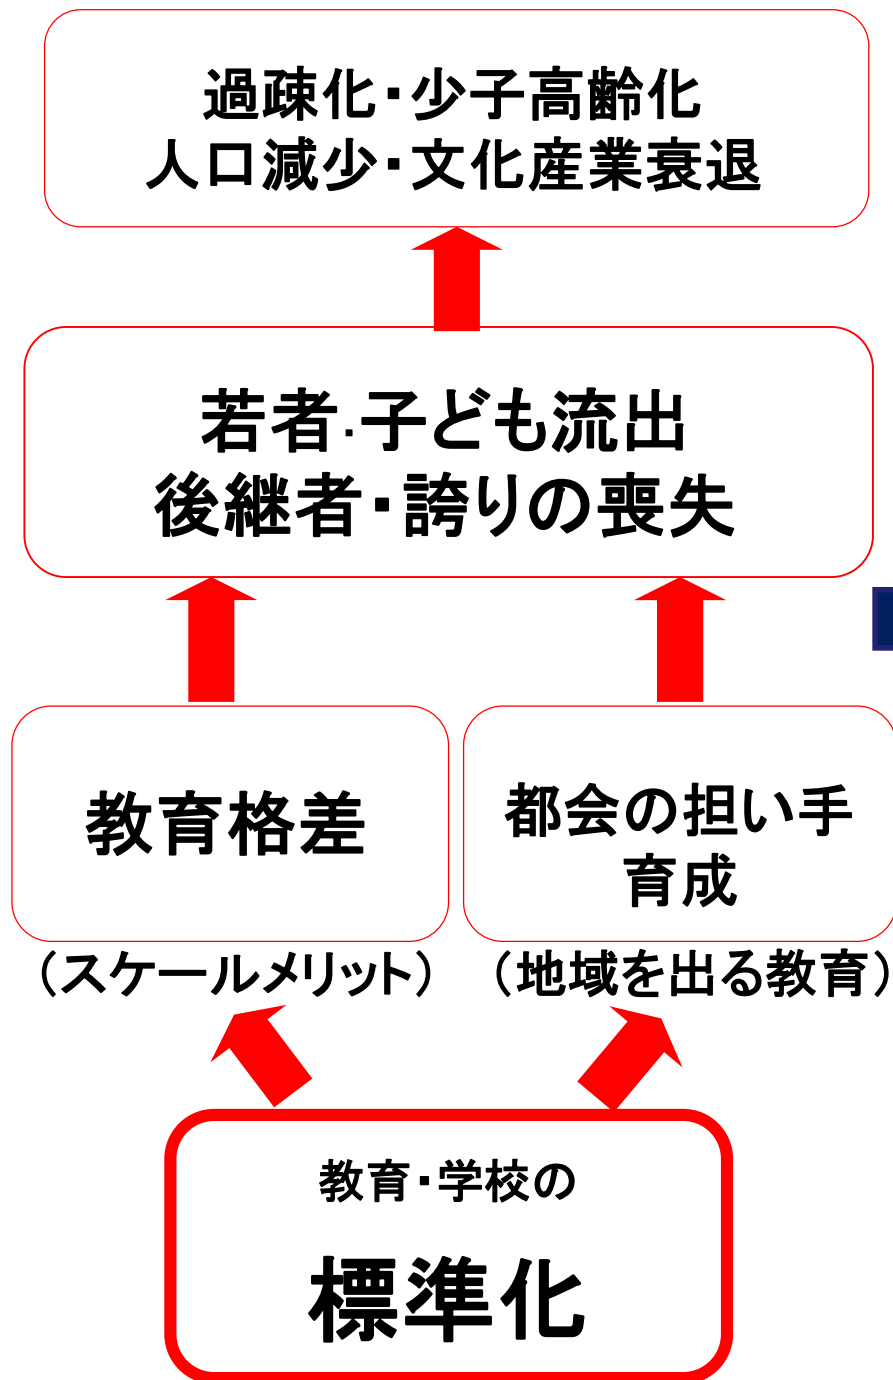 過疎化・少子高齢化
人口減少・文化産業衰退
若者・子ども流出
後継者・誇りの喪失
教育格差
都会の担い手
育成
（スケールメリット）
（地域を出る教育）
教育・学校の
標準化